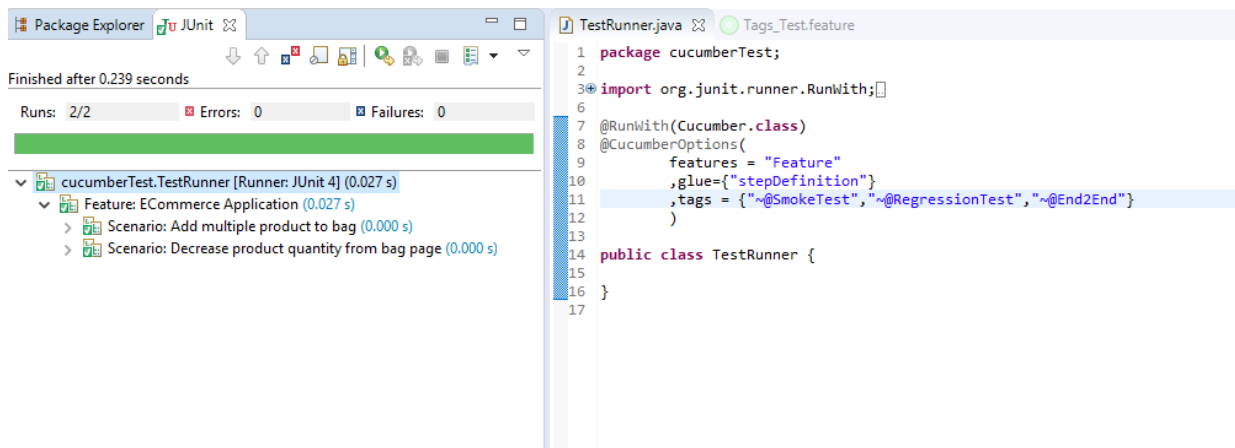 Package Explorer JUnit
Finished after 0.239 seconds
Runs: 2/2 Errors: 0 Failures: 0
cucumberTest.TestRunner [Runner: JUnit 4] (0.027 s)
Feature: ECommerce Application (0.027 s)
Scenario: Add multiple product to bag (0.000 s)
Scenario: Decrease product quantity from bag page (0.000 s)
TestRunner.java Tags_Test.feature
1 package cucumberTest;
2
3 import org.junit.runner.RunWith;
6
7 @RunWith(Cucumber.class)
8 @CucumberOptions(
9 features = "Feature"
10 ,glue={"stepDefinition"}
11 ,tags = {"~@SmokeTest","~@RegressionTest","~@End2End"}
12 )
13
14 public class TestRunner {
15
16 }
17